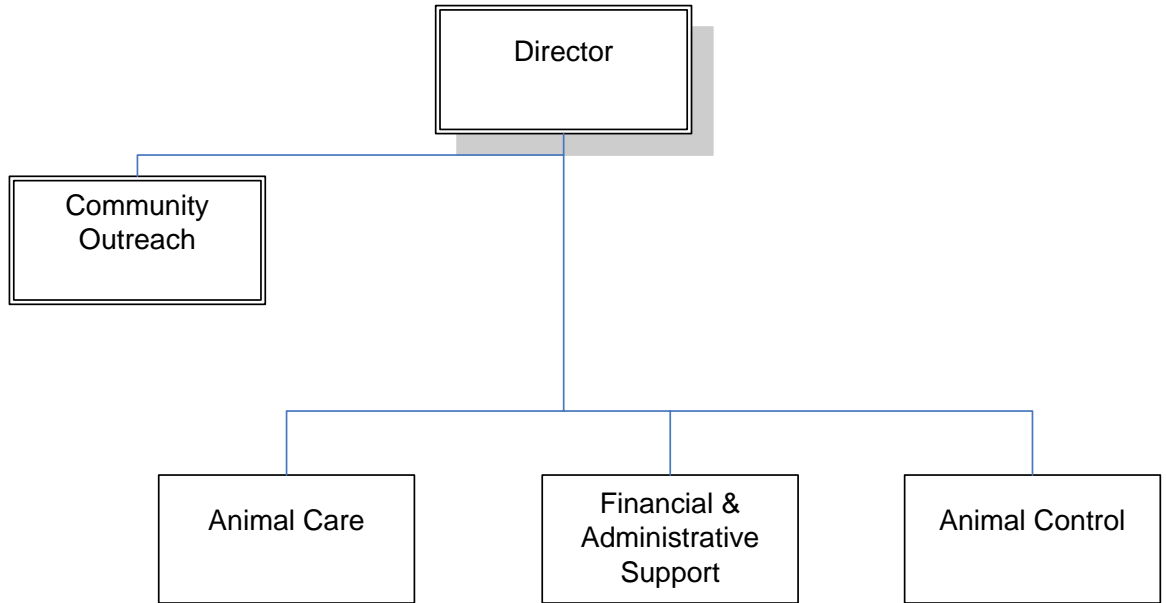 Director
Community
Outreach
Animal Care
Financial &
Administrative
Support
Animal Control